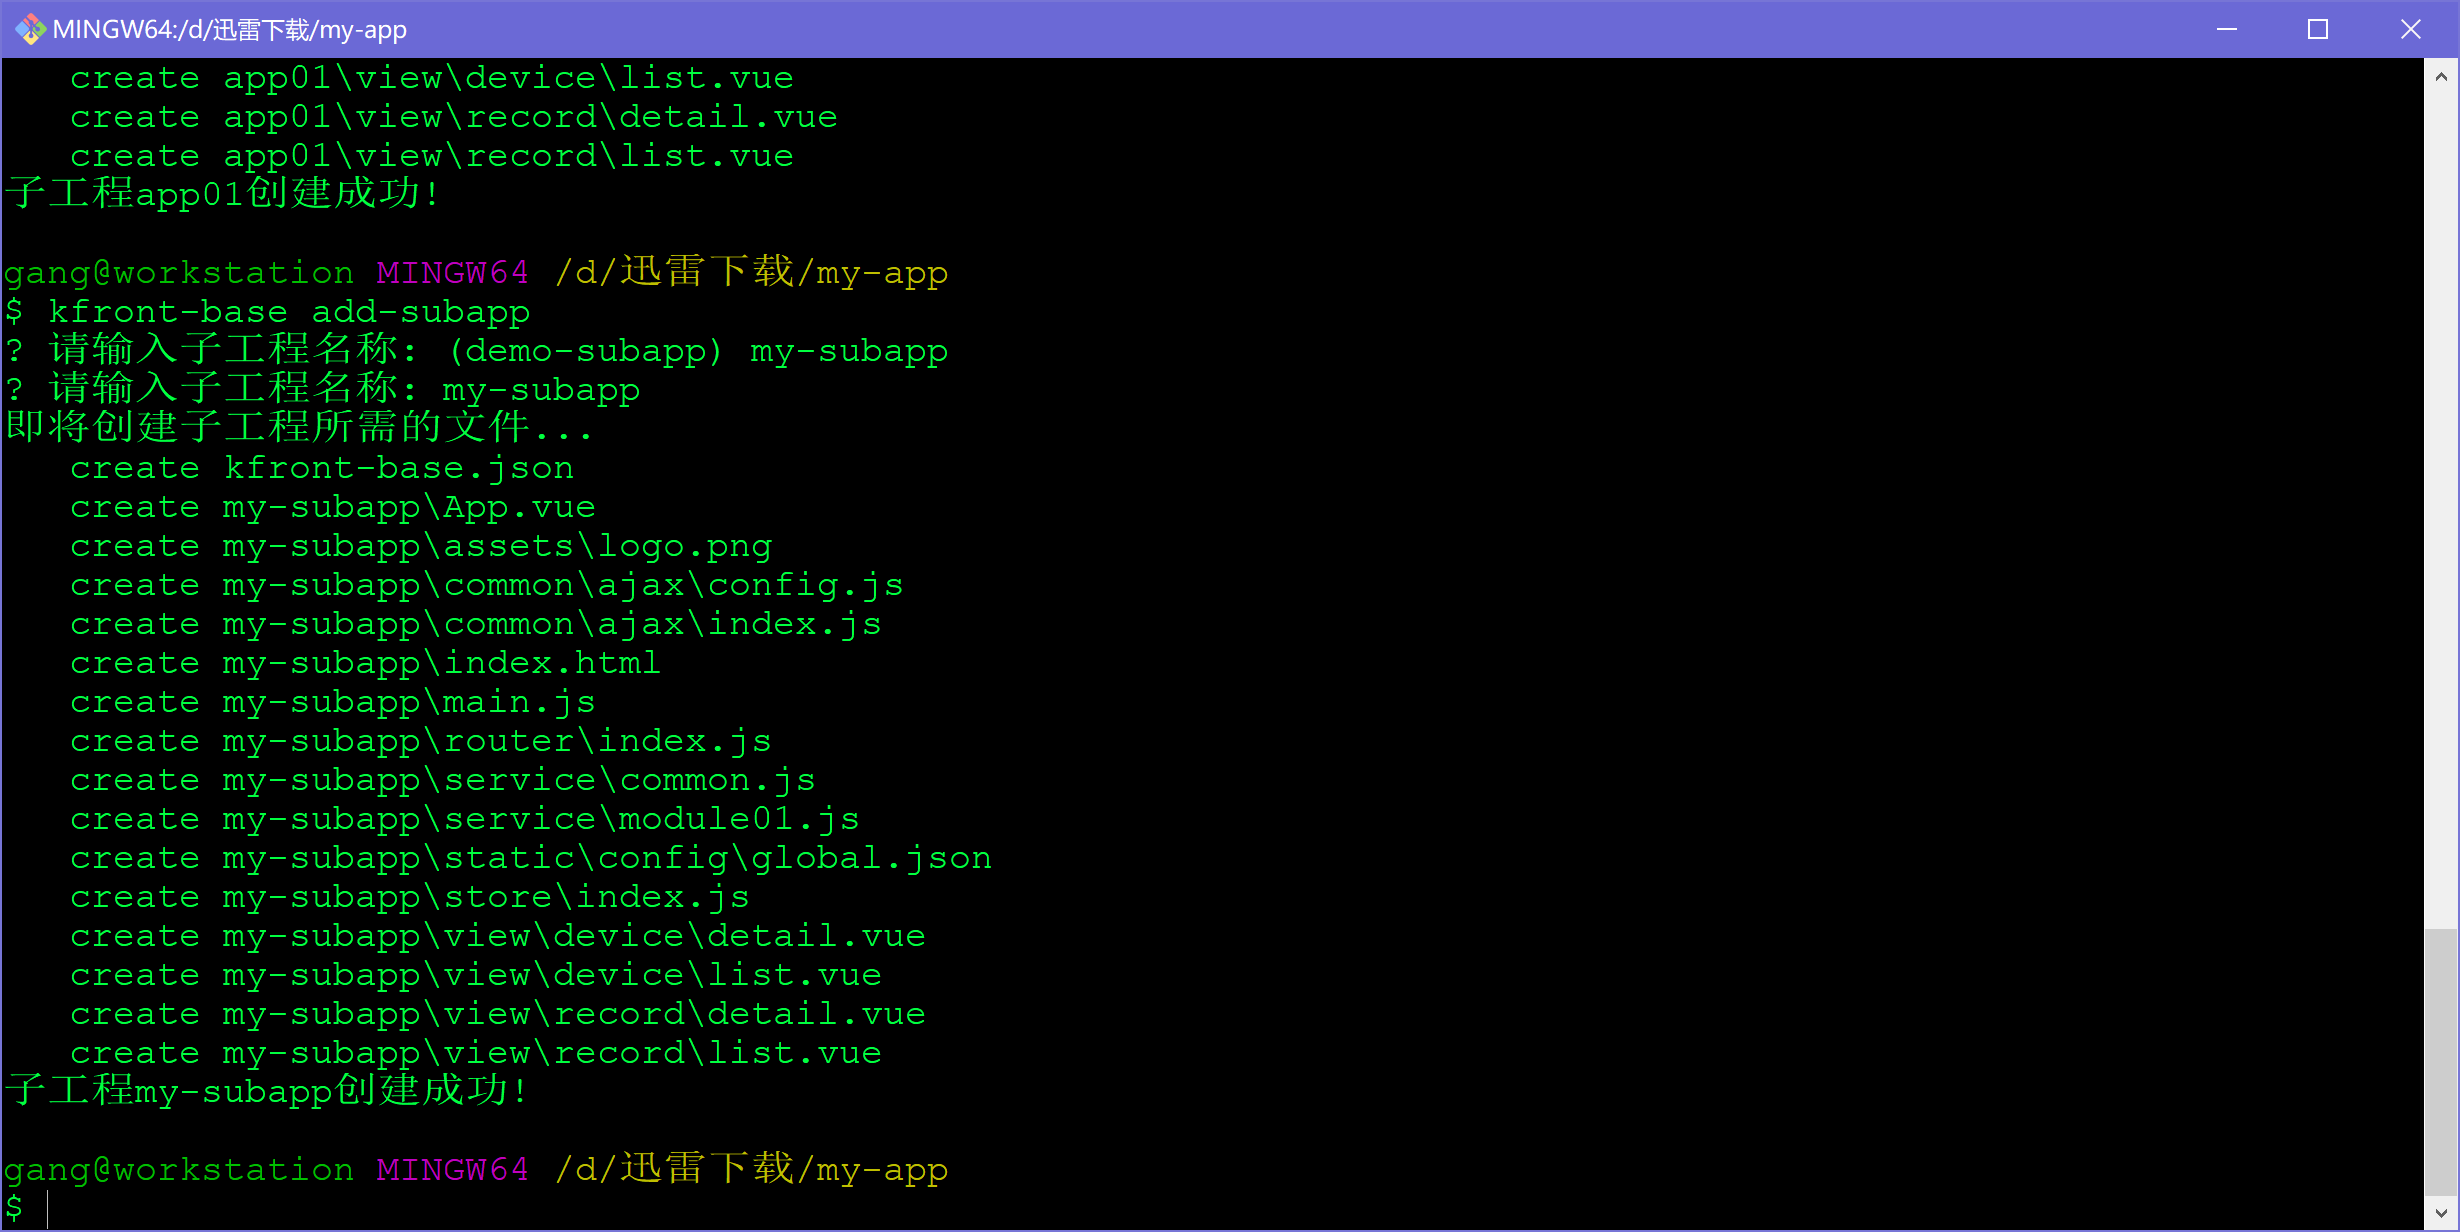 MINGW64:/d/迅雷下载/my-app
create app01\view\device\list.vue
create app01\view\record\detail.vue
create app01\view\record\list.vue
子工程app01创建成功!
gang@workstation MINGW64 /d/迅雷下载/my-app
$ kfront-base add-subapp
? 请输入子工程名称: (demo-subapp) my-subapp
? 请输入子工程名称: my-subapp
即将创建子工程所需的文件...
create kfront-base.json
create my-subapp\App.vue
create my-subapp\assets\logo.png
create my-subapp\common\ajax\config.js
create my-subapp\common\ajax\index.js
create my-subapp\index.html
create my-subapp\main.js
create my-subapp\router\index.js
create my-subapp\service\common.js
create my-subapp\service\module01.js
create my-subapp\static\config\global.json
create my-subapp\store\index.js
create my-subapp\view\device\detail.vue
create my-subapp\view\device\list.vue
create my-subapp\view\record\detail.vue
create my-subapp\view\record\list.vue
子工程my-subapp创建成功!
gang@workstation MINGW64 /d/迅雷下载/my-app
$